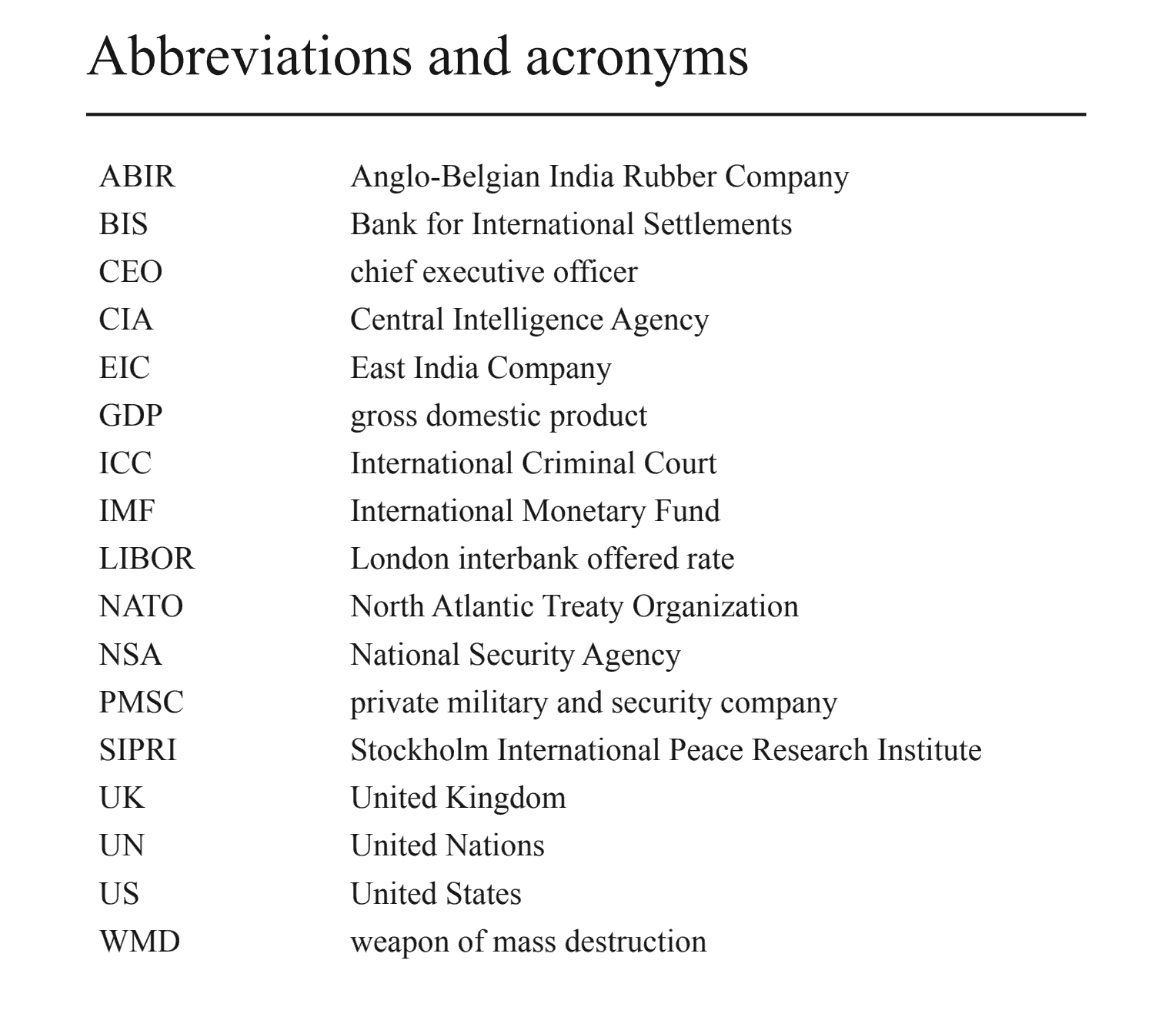 Abbreviations and acronyms
ABIR Anglo-Belgian India Rubber Company
BIS Bank for International Settlements
CEO chief executive officer
CIA Central Intelligence Agency
EIC East India Company
GDP gross domestic product
ICC International Criminal Court
IMF International Monetary Fund
LIBOR London interbank offered rate
NATO North Atlantic Treaty Organization
NSA National Security Agency
PMSC private military and security company
SIPRI Stockholm International Peace Research Institute
UK United Kingdom
UN United Nations
US United States
WMD weapon of mass destruction